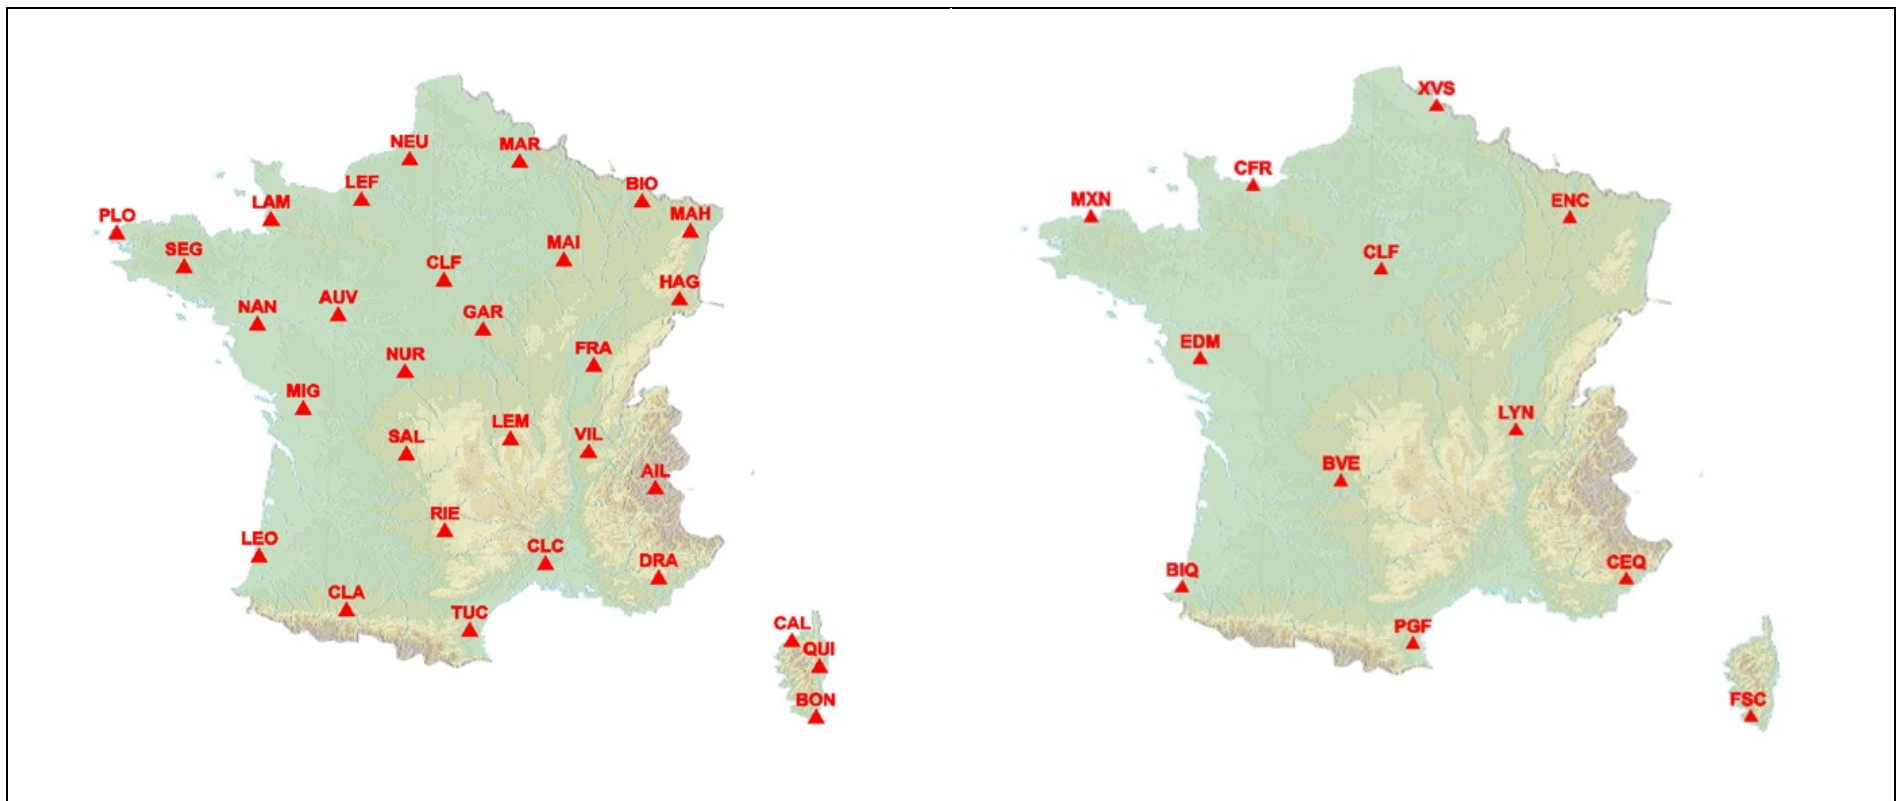 NEU
MAR
LEF
BIO
LAM
MAH
PLO
SEG
MAI
CLF
HAG
AUV
NAN
GAR
FRA
NUR
MIG
LEM
SAL
VIL
AIL
RIE
LEO
CLC
DRA
CLA
TUC
CAL
QUI
BON
XVS
CFR
MXN
ENC
CLF
EDM
LYN
BVE
CEQ
BIQ
PGF
FSC